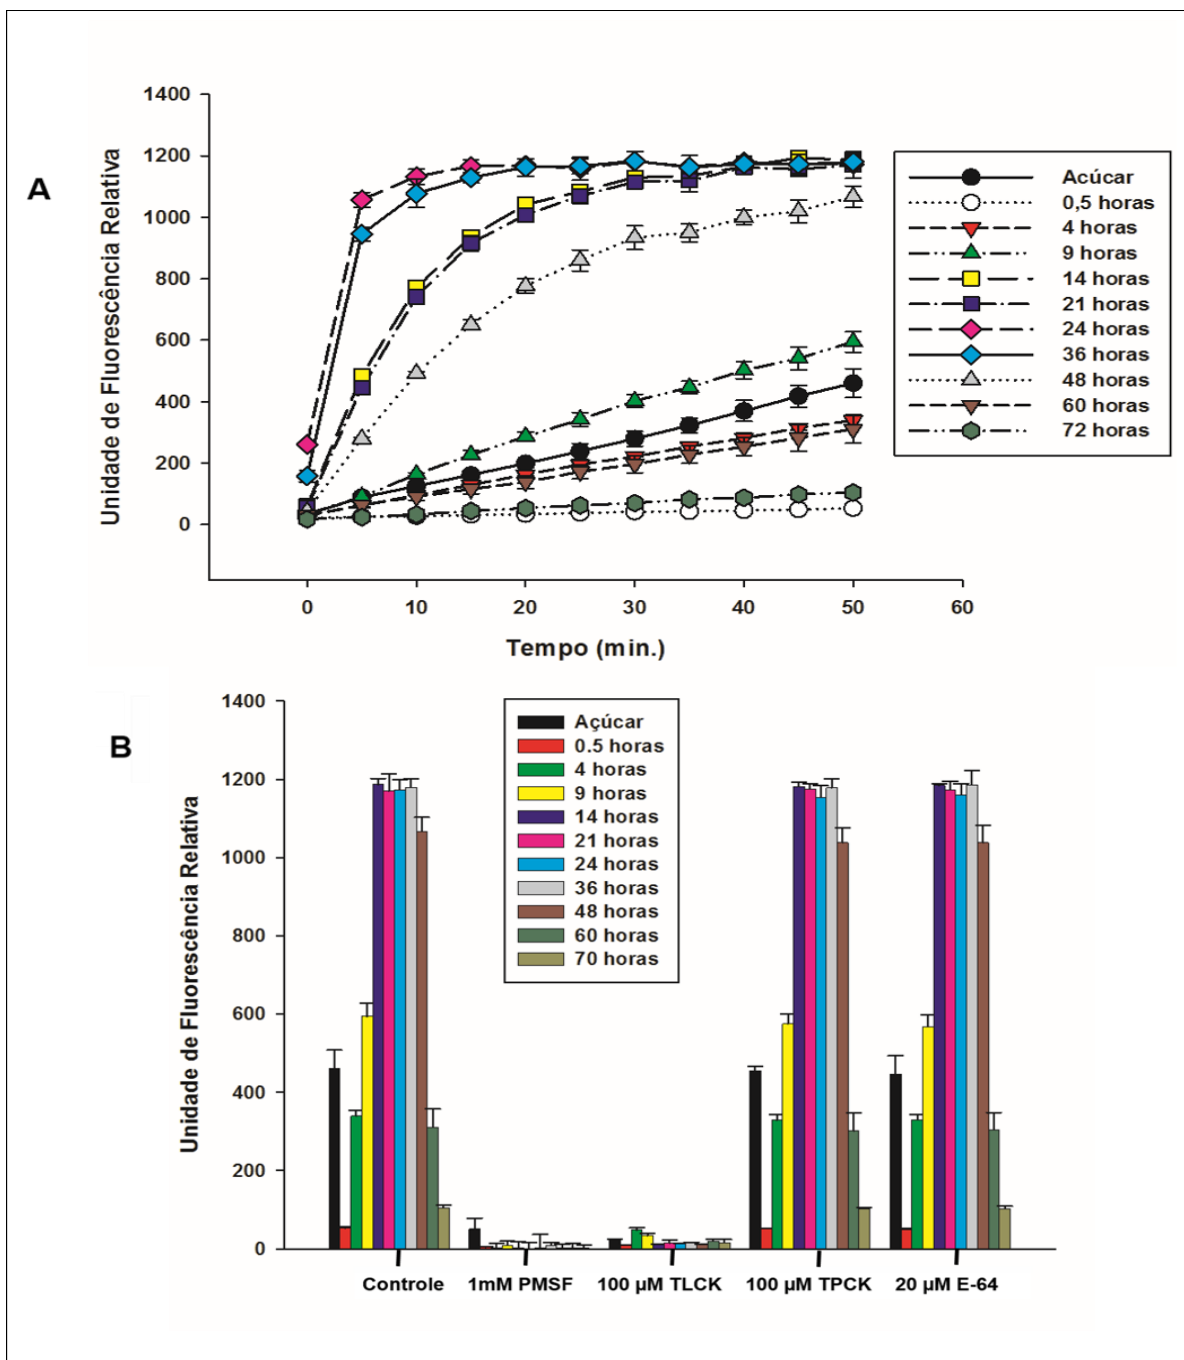 A
Unidade de Fluorescência Relativa
1400
1200
1000
800
600
400
200
0
0 10 20 30 40 50 60
Tempo (min.)
Acúcar
0,5 horas
4 horas
9 horas
14 horas
21 horas
24 horas
36 horas
48 horas
60 horas
72 horas
B
Unidade de Fluorescência Relativa
1400
1200
1000
800
600
400
200
0
Açúcar
0.5 horas
4 horas
9 horas
14 horas
21 horas
24 horas
36 horas
48 horas
60 horas
70 horas
Controle 1mM PMSF 100 µM TLCK 100 µM TPCK 20 µM E-64